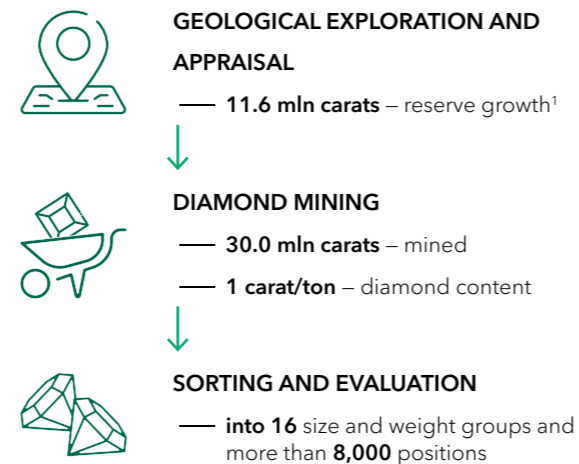 GEOLOGICAL EXPLORATION AND
APPRAISAL
— 11.6 mln carats – reserve growth¹
DIAMOND MINING
— 30.0 mln carats – mined
— 1 carat/ton – diamond content
SORTING AND EVALUATION
— into 16 size and weight groups and
more than 8,000 positions